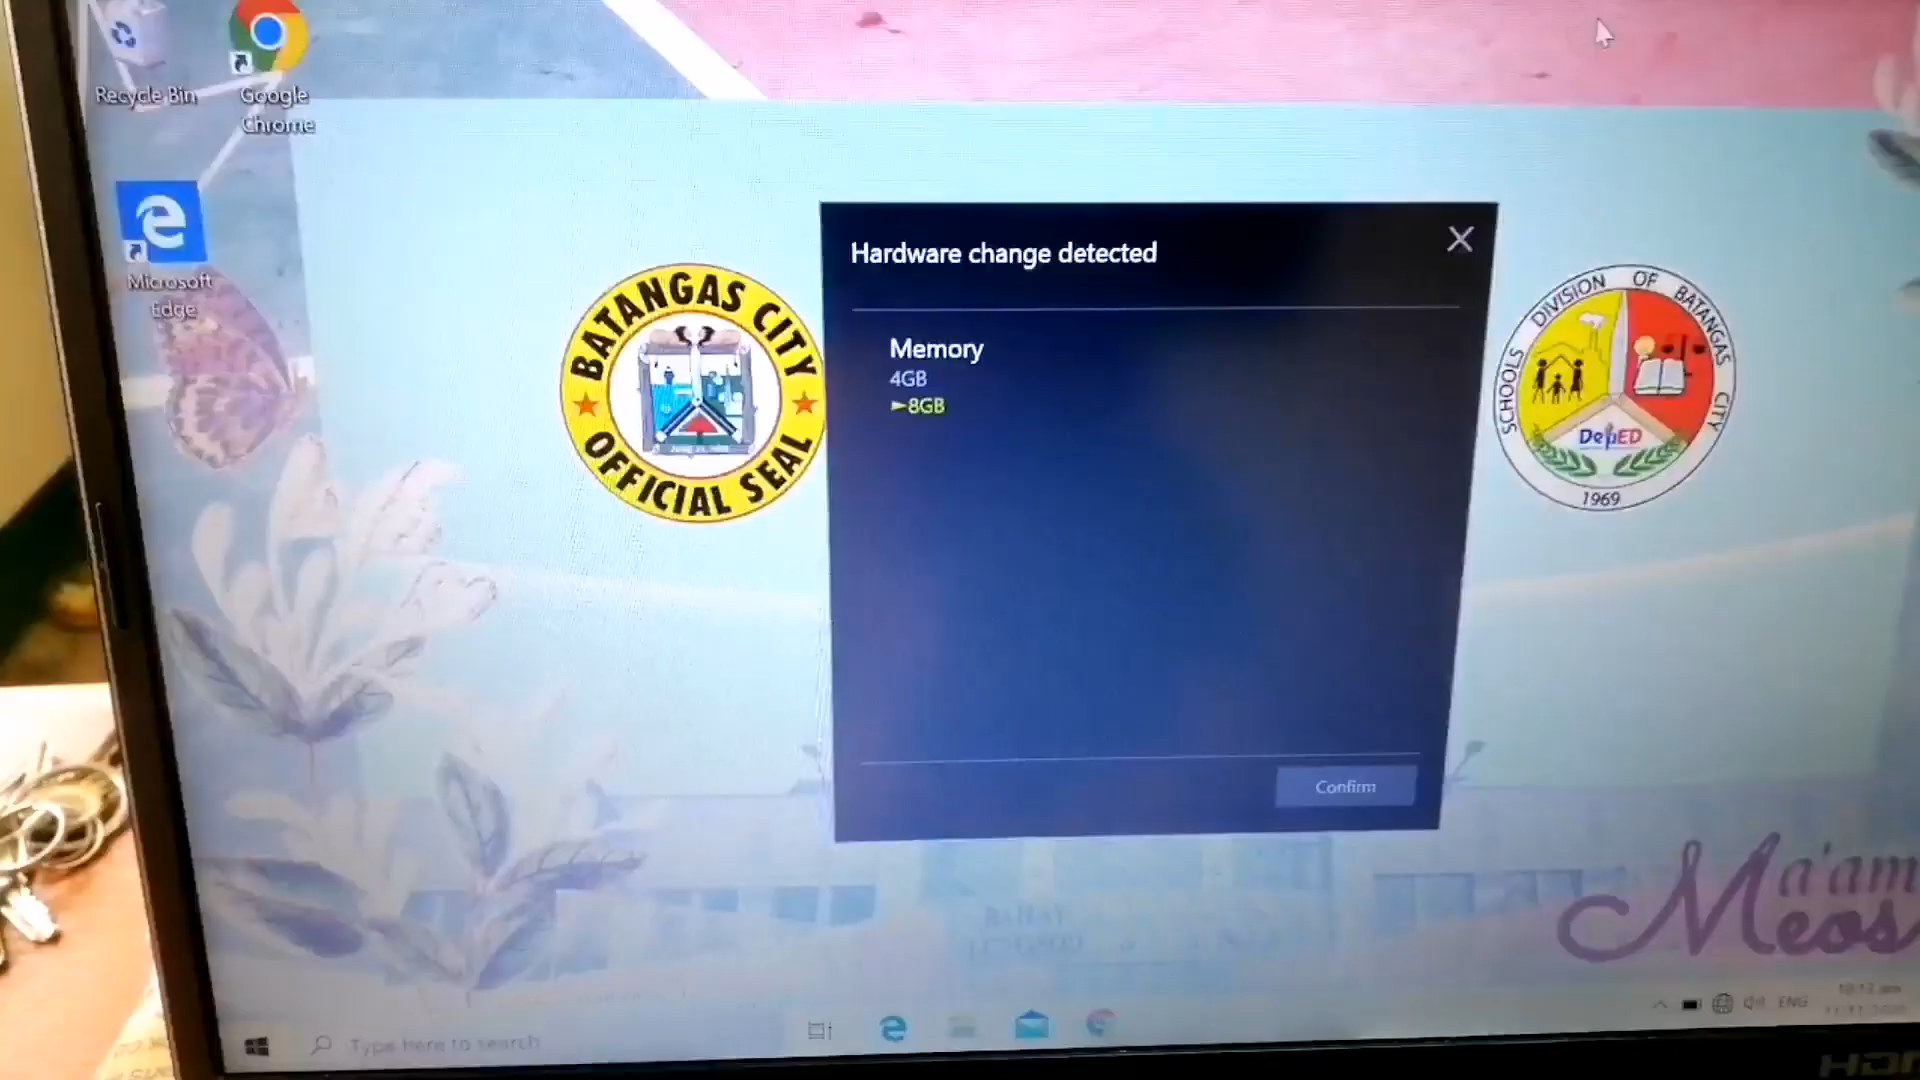 Recycle Bin
Google
Chrome
Microsoft
Edge
BATANGAS CITY
OFFICIAL SEAL
Hardware change detected
Memory
4GB
►8GB
Confirm
SCHOOLS DIVISION OF BATANGAS CITY
DepED
1969
Ma'am
Meos
Type here to search
ENG